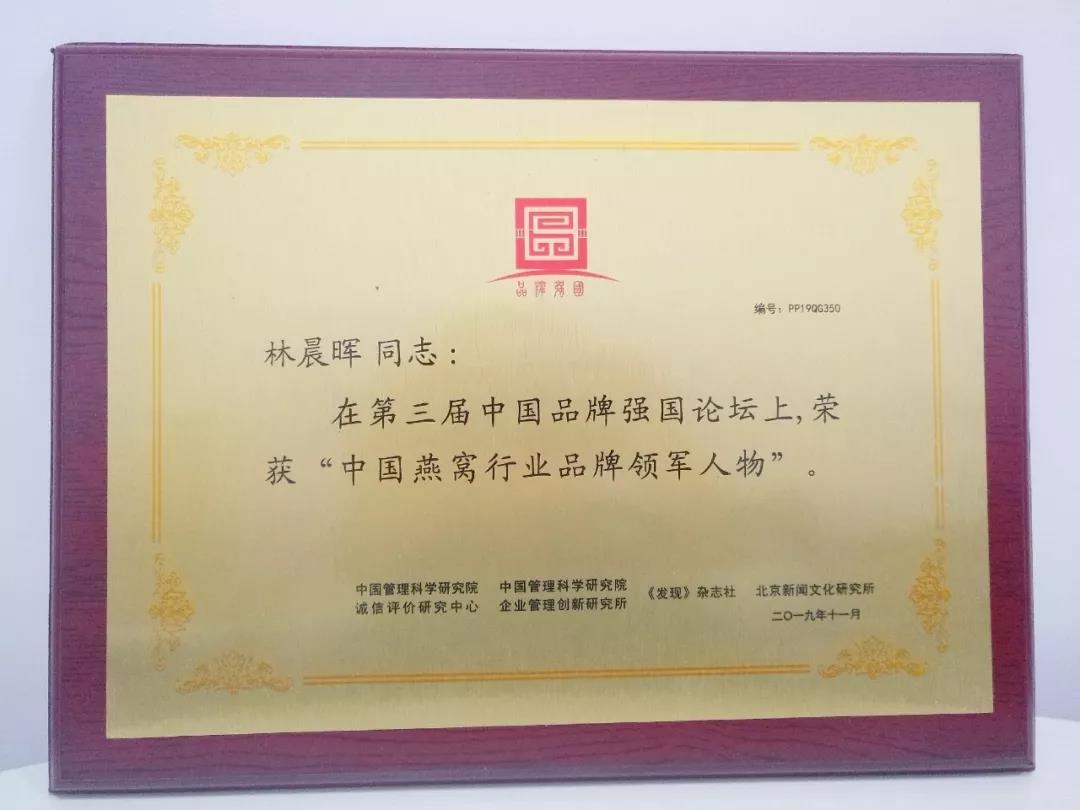 品牌强國
编号：PP19QG350
林晨晖 同志：
在第三届中国品牌强国论坛上,荣
获“中国燕窝行业品牌领军人物”。
中国管理科学研究院 中国管理科学研究院 《发现》杂志社 北京新闻文化研究所
诚信评价研究中心 企业管理创新研究所
二〇一九年十一月